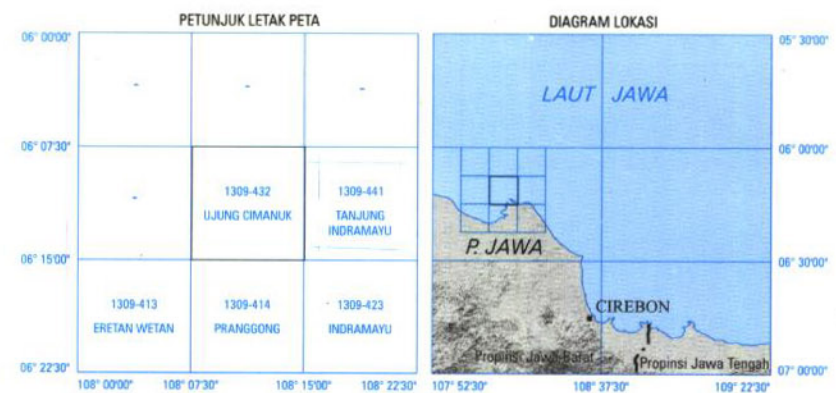 PETUNJUK LETAK PETA
06° 00'00"
-
-
-
06° 07'30"
-
1309-432
UJUNG CIMANUK
1309-441
TANJUNG
INDRAMAYU
06° 15'00"
1309-413
ERETAN WETAN
1309-414
PRANGGONG
1309-423
INDRAMAYU
06° 22'30"
108° 00'00" 108° 07'30" 108° 15'00" 108° 22'30"
DIAGRAM LOKASI
05° 30'00"
LAUT JAWA
06° 00'00"
P. JAWA
06° 30'00"
CIREBON
Propinsi Jawa Barat
Propinsi Jawa Tengah
07° 00'00"
107° 52'30" 108° 37'30" 109° 22'30"